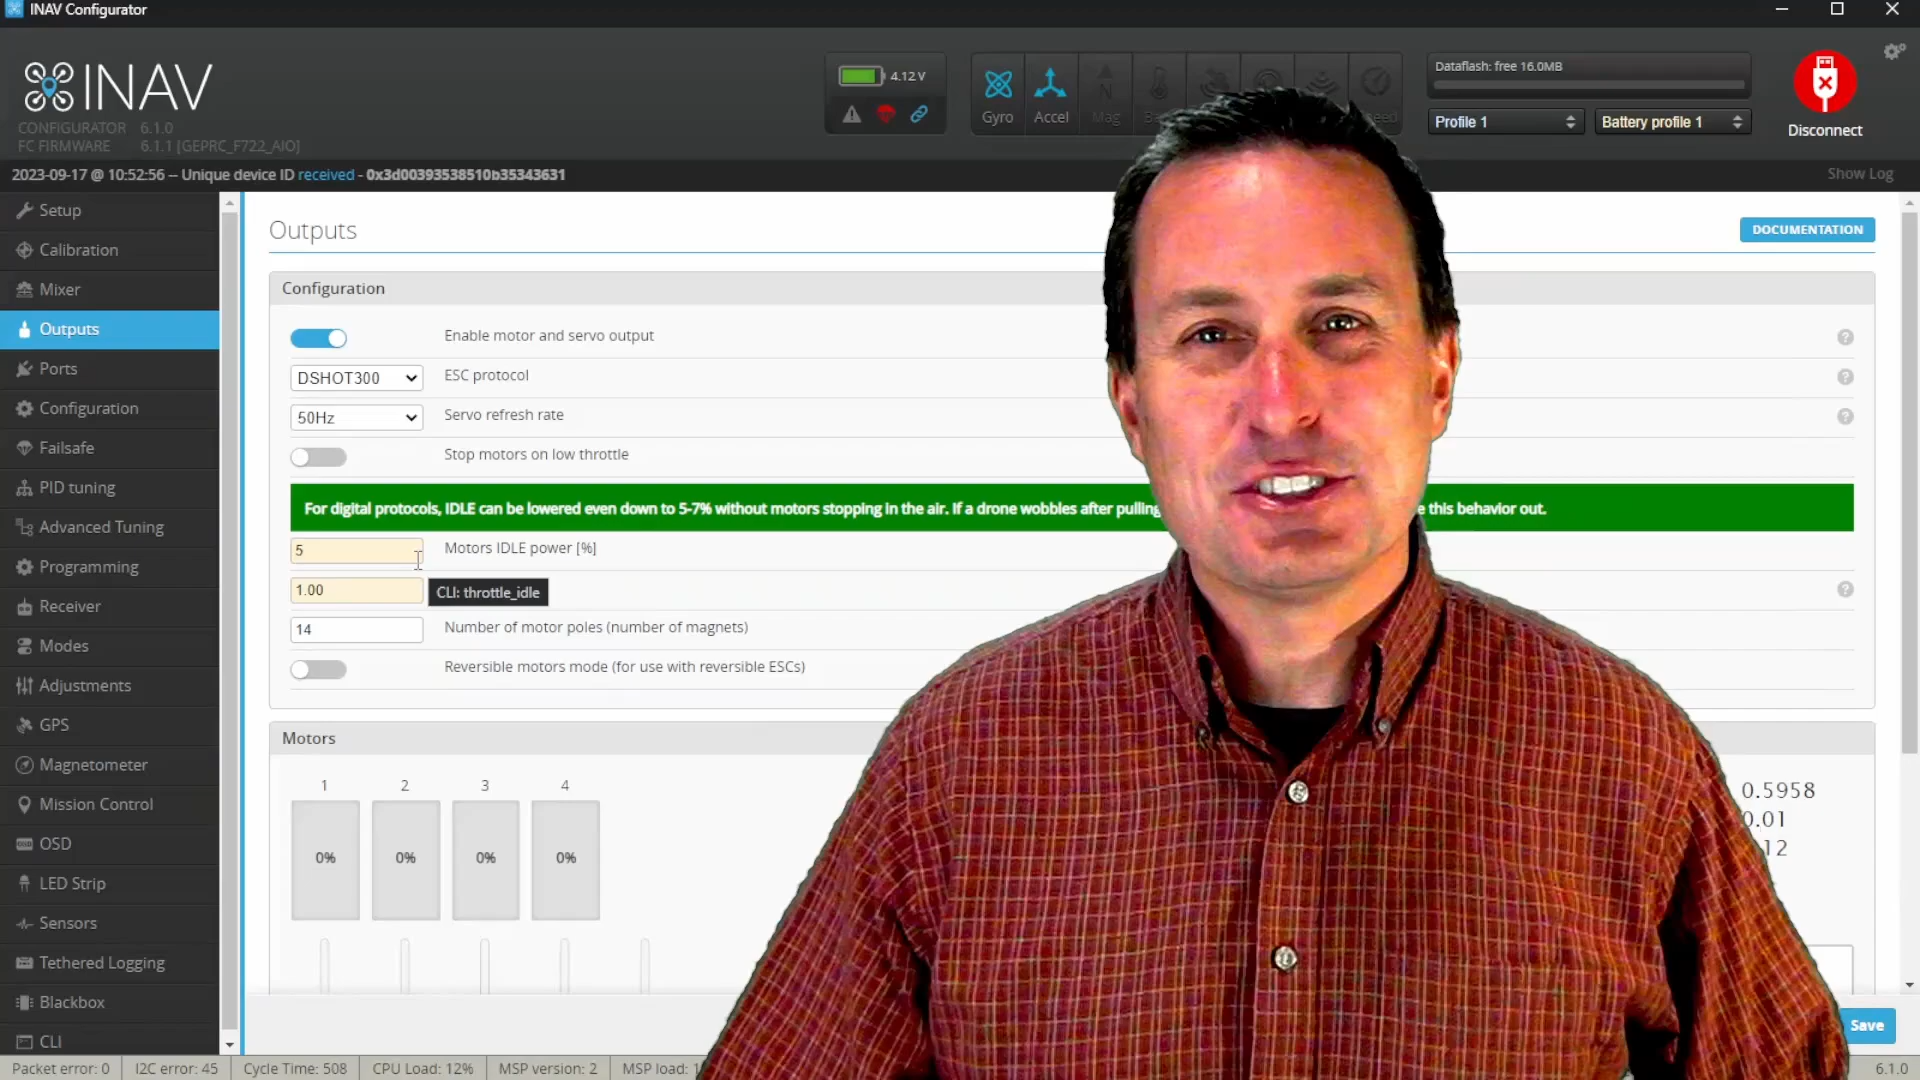 INAV Configurator
INAV
CONFIGURATOR 6.1.0
FC FIRMWARE 6.1.1 [GEPRC_F722_AIO]
4.12 V
Gyro
Accel
Mag
Dataflash: free 16.0MB
Profile 1
Battery profile 1
Disconnect
2023-09-17 @ 10:52:56 -- Unique device ID received - 0x3d00393538510b35343631
Show Log
Setup
Calibration
Mixer
Outputs
Ports
Configuration
Failsafe
PID tuning
Advanced Tuning
Programming
Receiver
Modes
Adjustments
GPS
Magnetometer
Mission Control
OSD
LED Strip
Sensors
Tethered Logging
Blackbox
CLI
Outputs
DOCUMENTATION
Configuration
Enable motor and servo output
DSHOT300 ESC protocol
50Hz Servo refresh rate
Stop motors on low throttle
For digital protocols, IDLE can be lowered even down to 5-7% without motors stopping in the air. If a drone wobbles after pulling this behavior out.
5 Motors IDLE power [%]
1.00 CLI: throttle_idle
14 Number of motor poles (number of magnets)
Reversible motors mode (for use with reversible ESCs)
Motors
1 2 3 4
0% 0% 0% 0%
0.5958
0.01
12
Save
Packet error: 0 I2C error: 45 Cycle Time: 508 CPU Load: 12% MSP version: 2 MSP load: 6.1.0